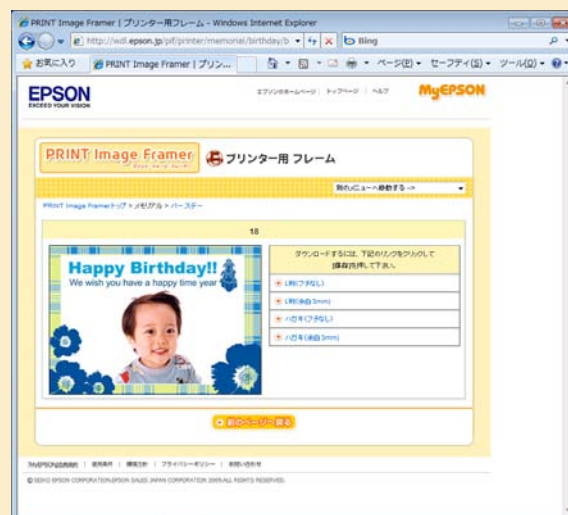 PRINT Image Framer | プリンター用フレーム - Windows Internet Explorer
http://wdl.epson.jp/pif/printer/memorial/birthday/b
Bing
お気に入り
PRINT Image Framer | プリン...
ページ(P)
セーフティ(S)
ツール(O)
EPSON
EXCEED YOUR VISION
エプソンのホームページ | トップページ | ヘルプ
MyEPSON
PRINT Image Framer
プリンター用 フレーム
別のメニューへ移動する ->
PRINT Image Framerトップ > メモリアル > バースデー
18
Happy Birthday!!
We wish you have a happy time year
ダウンロードするには、下記のリンクをクリックして
[保存]を押して下さい。
L判(フチなし)
L判(余白3mm)
ハガキ(フチなし)
ハガキ(余白3mm)
前のページへ戻る
MyEPSON会員規約 | 使用条件 | 環境方針 | プライバシーポリシー | お問い合わせ
© SEIKO EPSON CORPORATION,EPSON SALES JAPAN CORPORATION 2009.ALL RIGHTS RESERVED.